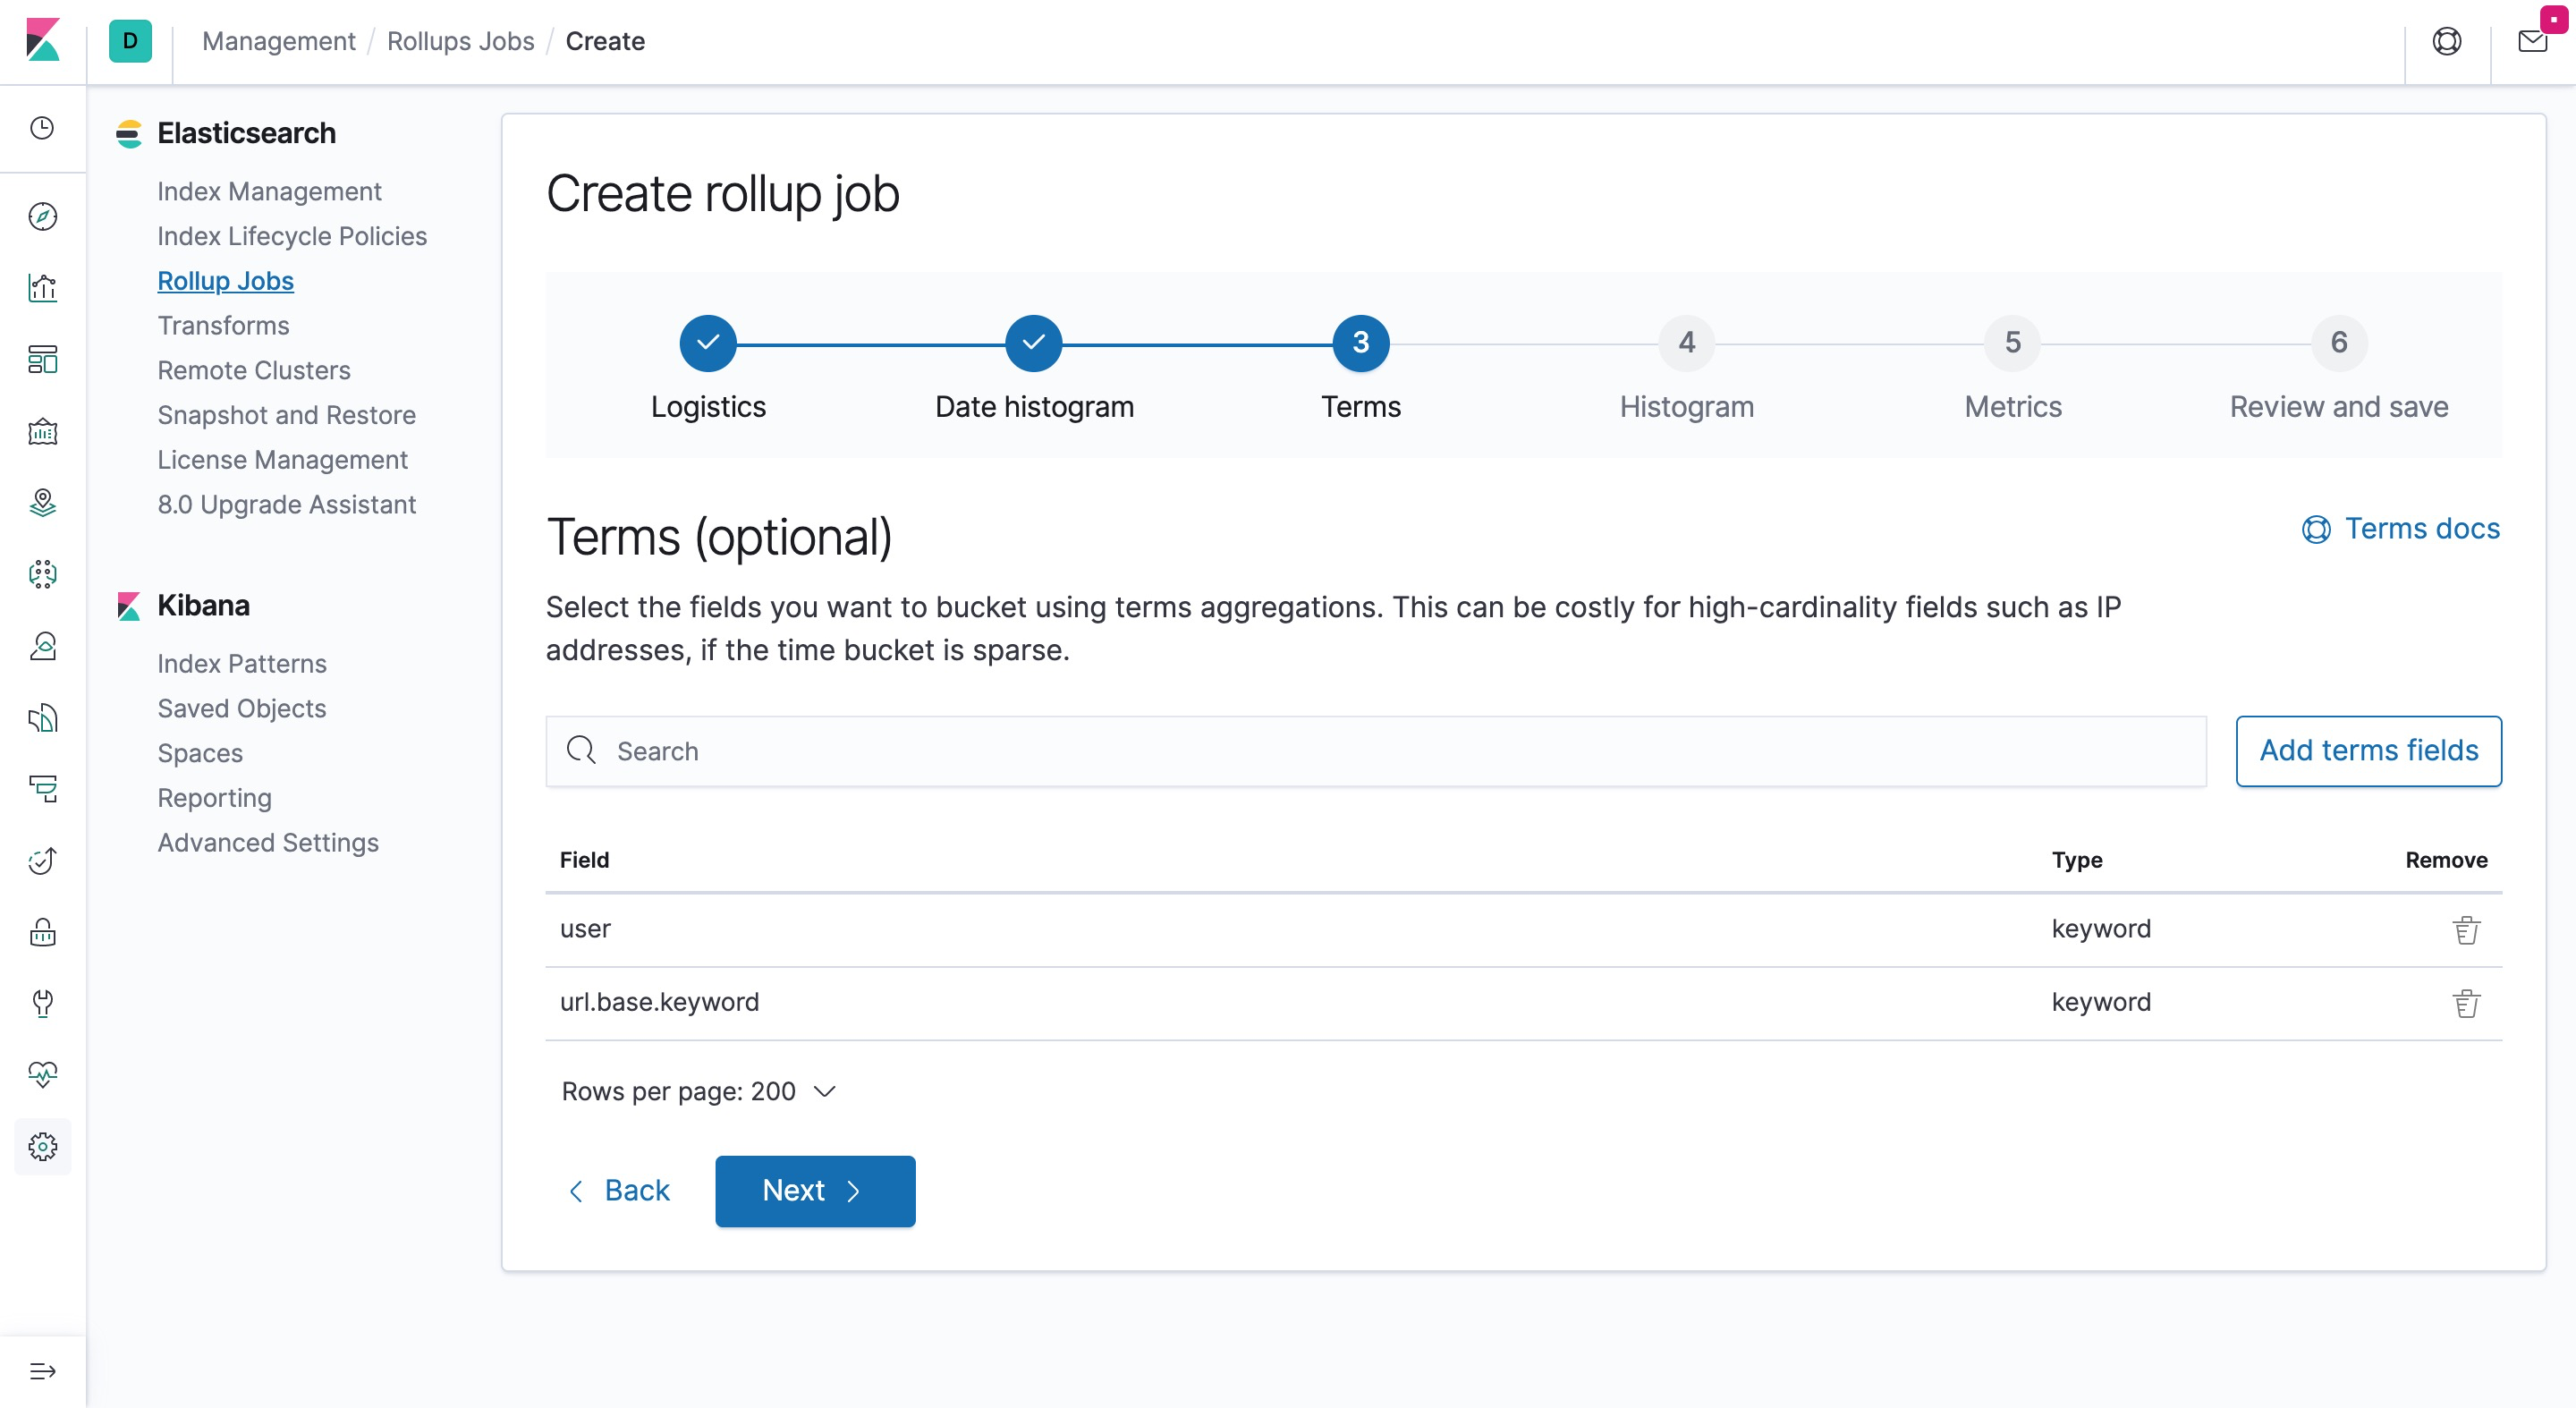 D
Management / Rollups Jobs / Create
Elasticsearch
Index Management
Index Lifecycle Policies
Rollup Jobs
Transforms
Remote Clusters
Snapshot and Restore
License Management
8.0 Upgrade Assistant
Kibana
Index Patterns
Saved Objects
Spaces
Reporting
Advanced Settings
Create rollup job
3 4 5 6
Logistics Date histogram Terms Histogram Metrics Review and save
Terms (optional)
Terms docs
Select the fields you want to bucket using terms aggregations. This can be costly for high-cardinality fields such as IP
addresses, if the time bucket is sparse.
Search
Add terms fields
Field Type Remove
user keyword
url.base.keyword keyword
Rows per page: 200
Back Next